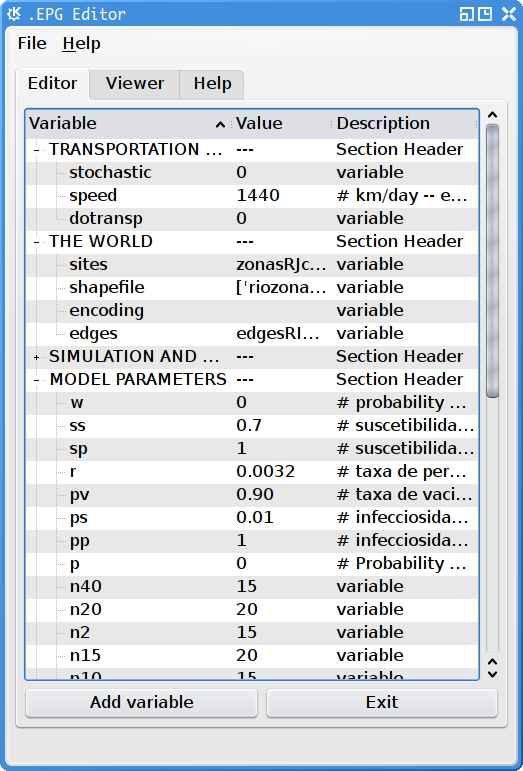 .EPG Editor
File Help
Editor Viewer Help
Variable Value Description
TRANSPORTATION ... --- Section Header
stochastic 0 variable
speed 1440 # km/day -- e...
dotransp 0 variable
THE WORLD --- Section Header
sites zonasRJc... variable
shapefile ['riozona... variable
encoding variable
edges edgesRI... variable
SIMULATION AND ... --- Section Header
MODEL PARAMETERS --- Section Header
w 0 # probability ...
ss 0.7 # suscetibilida...
sp 1 # suscetibilida...
r 0.0032 # taxa de per...
pv 0.90 # taxa de vaci...
ps 0.01 # infecciosida...
pp 1 # infecciosida...
p 0 # Probability ...
n40 15 variable
n20 20 variable
n2 15 variable
n15 20 variable
n10 15 variable
Add variable Exit